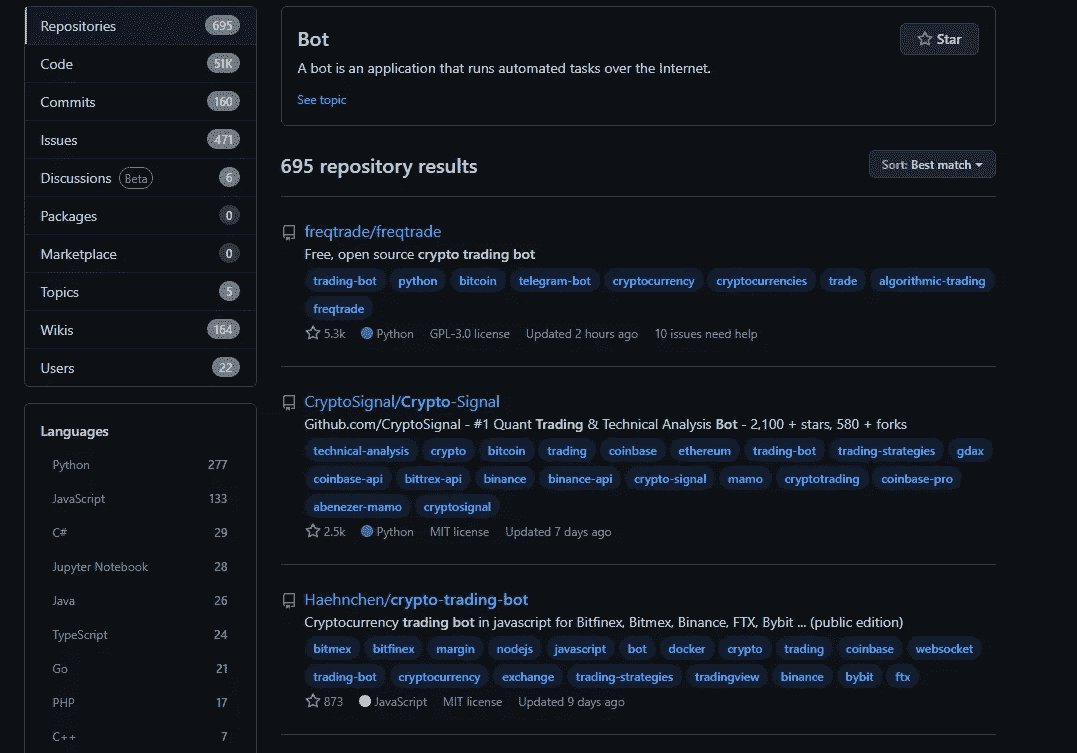 Repositories 695
Code 51K
Commits 160
Issues 471
Discussions Beta 6
Packages 0
Marketplace 0
Topics 5
Wikis 164
Users 22
Languages
Python 277
JavaScript 133
C# 29
Jupyter Notebook 28
Java 26
TypeScript 24
Go 21
PHP 17
C++ 7
Bot
Star
A bot is an application that runs automated tasks over the Internet.
See topic
695 repository results
Sort: Best match
freqtrade/freqtrade
Free, open source crypto trading bot
trading-bot python bitcoin telegram-bot cryptocurrency cryptocurrencies trade algorithmic-trading
freqtrade
5.3k Python GPL-3.0 license Updated 2 hours ago 10 issues need help
CryptoSignal/Crypto-Signal
Github.com/CryptoSignal - #1 Quant Trading & Technical Analysis Bot - 2,100 + stars, 580 + forks
technical-analysis crypto bitcoin trading coinbase ethereum trading-bot trading-strategies gdax
coinbase-api bittrex-api binance binance-api crypto-signal mamo cryptotrading coinbase-pro
abenezer-mamo cryptosignal
2.5k Python MIT license Updated 7 days ago
Haehnchen/crypto-trading-bot
Cryptocurrency trading bot in javascript for Bitfinex, Bitmex, Binance, FTX, Bybit ... (public edition)
bitmex bitfinex margin nodejs javascript bot docker crypto trading coinbase websocket
trading-bot cryptocurrency exchange trading-strategies tradingview binance bybit ftx
873 JavaScript MIT license Updated 9 days ago